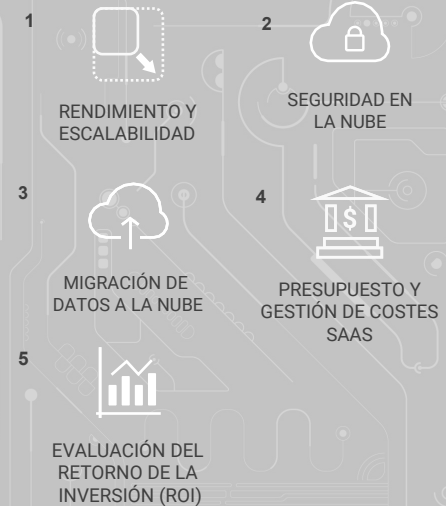 1
RENDIMIENTO Y
ESCALABILIDAD
2
SEGURIDAD EN
LA NUBE
3
MIGRACIÓN DE
DATOS A LA NUBE
4
$
PRESUPUESTO Y
GESTIÓN DE COSTES
SAAS
5
EVALUACIÓN DEL
RETORNO DE LA
INVERSIÓN (ROI)